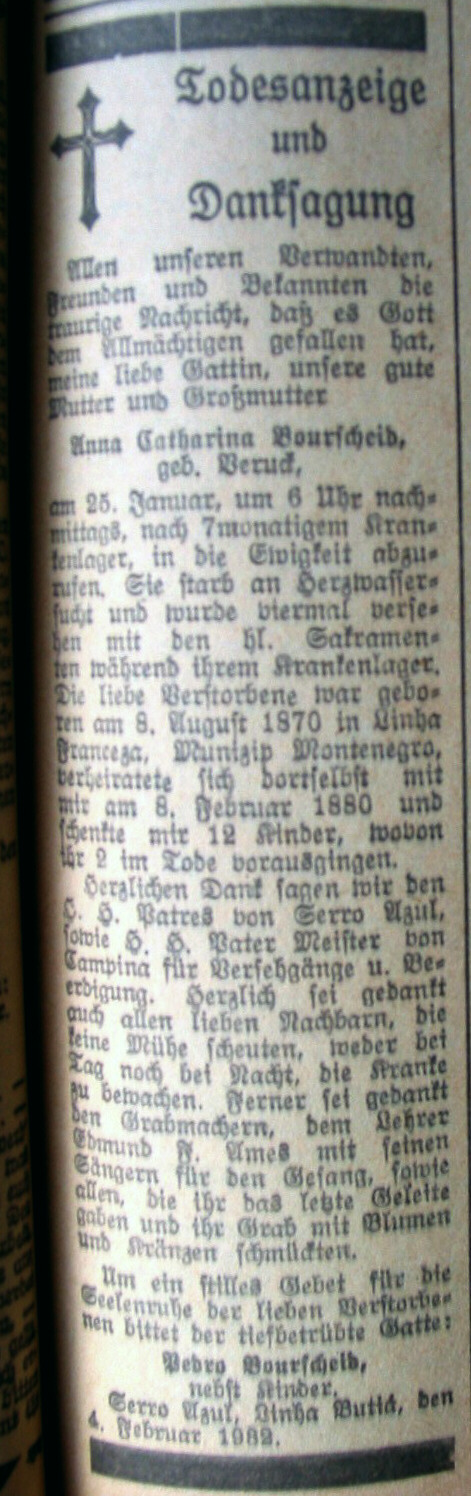 Todesanzeige
und
Danksagung
Allen unseren Verwandten,
Freunden und Bekannten die
traurige Nachricht, daß es Gott
dem Allmächtigen gefallen hat,
meine liebe Gattin, unsere gute
Mutter und Großmutter
Anna Catharina Bourscheid,
geb. Veruck,
am 25. Januar, um 6 Uhr nach-
mittags, nach 7monatigem Kran-
kenlager, in die Ewigkeit abzu-
rufen. Sie starb an Herzwasser-
sucht und wurde viermal verse-
hen mit den hl. Sakramen-
ten während ihrem Krankenlager.
Die liebe Verstorbene war gebo-
ren am 8. August 1870 in Linha
Franceza, Munizip Montenegro,
verheiratete sich dortselbst mit
mir am 8. Februar 1880 und
schenkte mir 12 Kinder, wovon
ihr 2 im Tode vorausgingen.
Herzlichen Dank sagen wir den
H. H. Patres von Serro Azul,
sowie H. H. Pater Meister von
Campina für Versehgänge u. Be-
erdigung. Herzlich sei gedankt
auch allen lieben Nachbarn, die
keine Mühe scheuten, weder bei
Tag noch bei Nacht, die Kranke
zu bewachen. Ferner sei gedankt
den Grabmachern, dem Lehrer
Edmund F. Ames mit seinen
Sängern für den Gesang, sowie
allen, die ihr das letzte Geleite
gaben und ihr Grab mit Blumen
und Kränzen schmückten.
Um ein stilles Gebet für die
Seelenruhe der lieben Verstorbe-
nen bittet der tiefbetrübte Gatte:
Pedro Bourscheid,
nebst Kinder.
Serro Azul, Linha Butiá, den
4. Februar